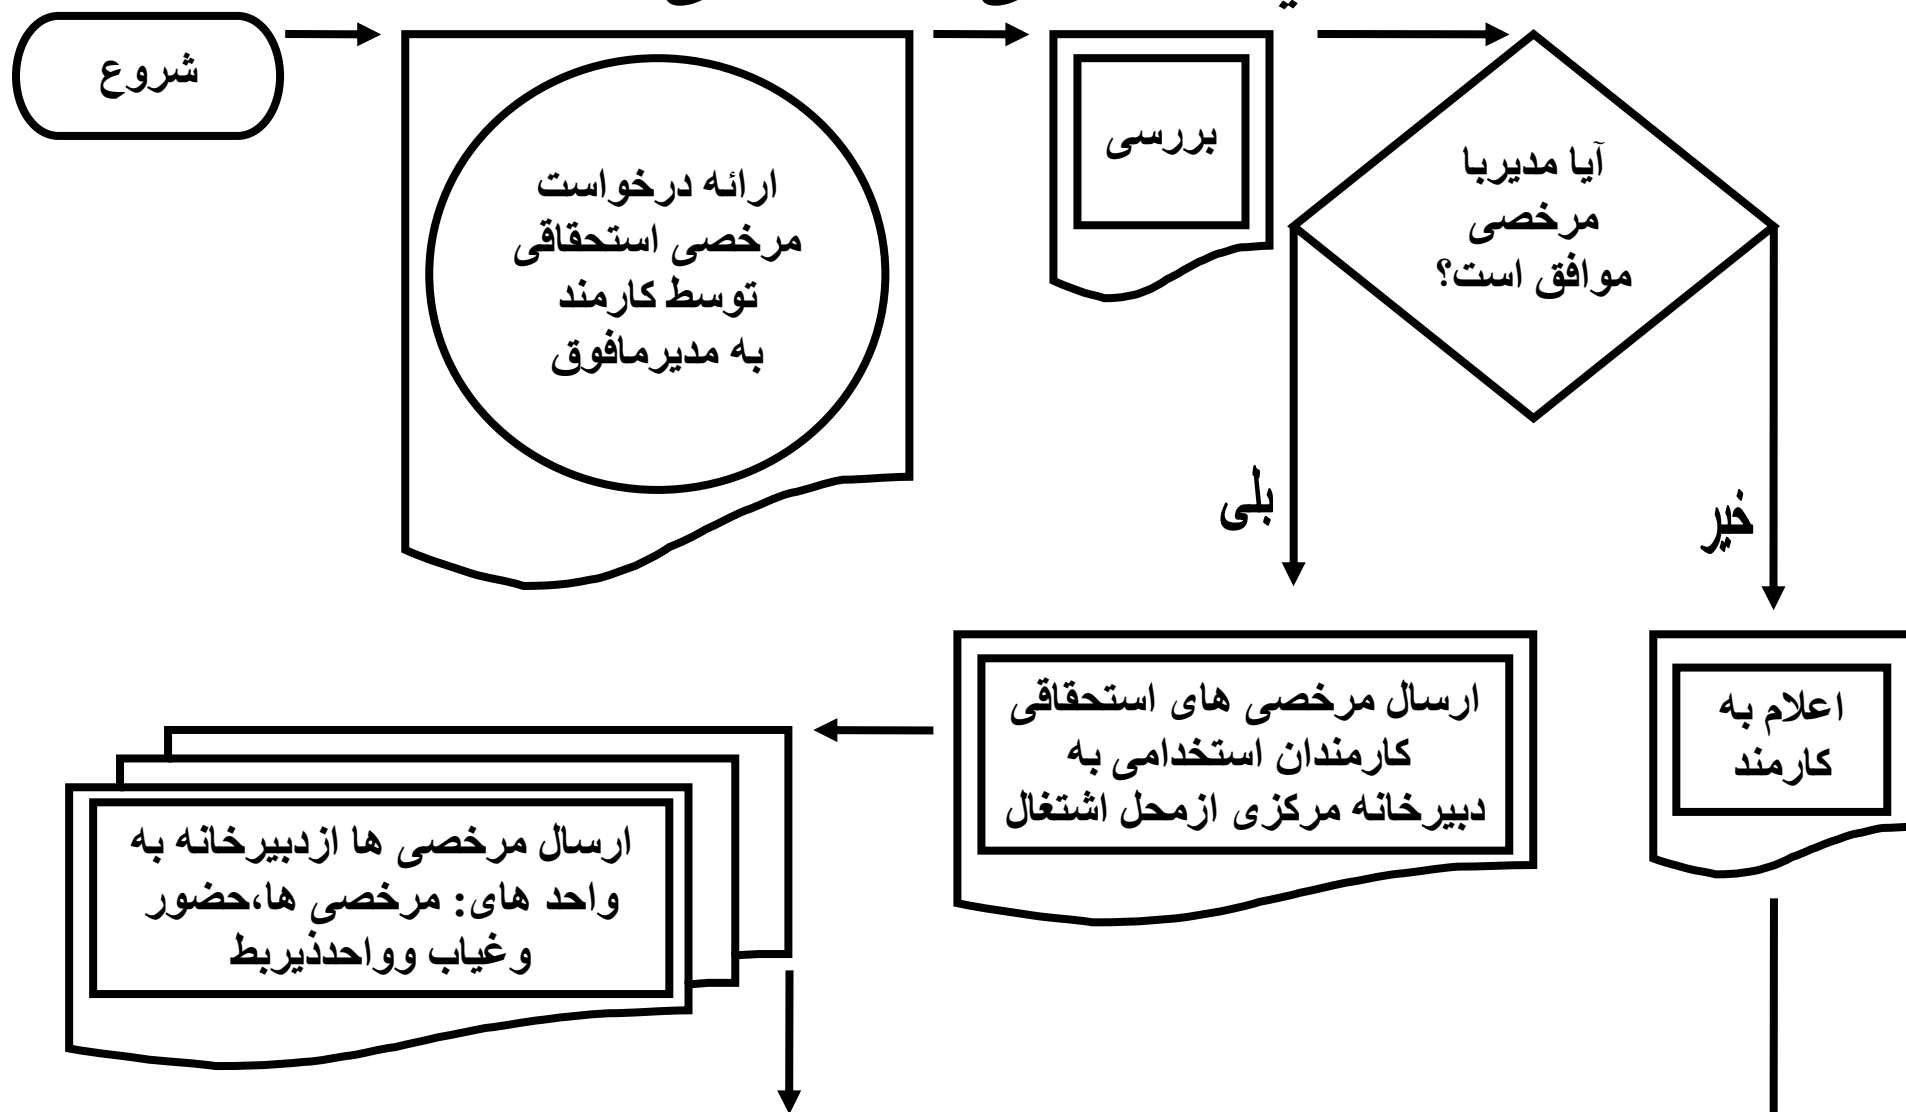 شروع
ارائه درخواست
مرخصی استحقاقی
توسط کارمند
به مدیرمافوق
بررسی
آیا مدیربا
مرخصی
موافق است؟
بلی
خیر
ارسال مرخصی های استحقاقی
کارمندان استخدامی به
دبیرخانه مرکزی ازمحل اشتغال
اعلام به
کارمند
ارسال مرخصی ها ازدبیرخانه به
واحد های: مرخصی ها،حضور
وغیاب وواحدذیربط